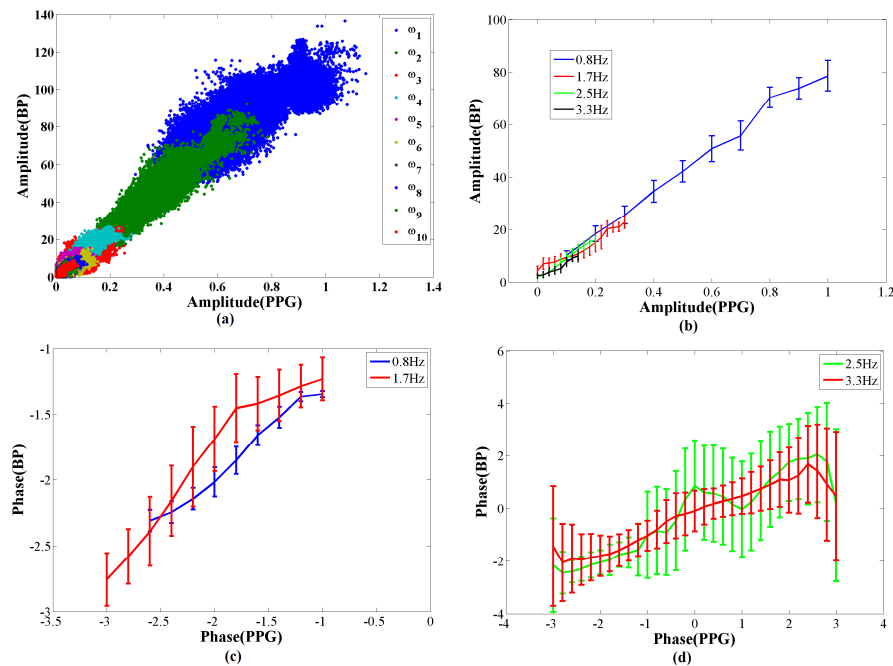 140
120
100
80
60
40
20
0
0
0.2
0.4
0.6
0.8
1
1.2
1.4
Amplitude(BP)
Amplitude(PPG)
ω1
ω2
ω3
ω4
ω5
ω6
ω7
ω8
ω9
ω10
(a)
100
80
60
40
20
0
0
0.2
0.4
0.6
0.8
1
1.2
Amplitude(BP)
Amplitude(PPG)
0.8Hz
1.7Hz
2.5Hz
3.3Hz
(b)
-1
-1.5
-2
-2.5
-3
-3.5
-3
-2.5
-2
-1.5
-1
-0.5
0
Phase(BP)
Phase(PPG)
0.8Hz
1.7Hz
(c)
6
4
2
0
-2
-4
-4
-3
-2
-1
0
1
2
3
4
Phase(BP)
Phase(PPG)
2.5Hz
3.3Hz
(d)